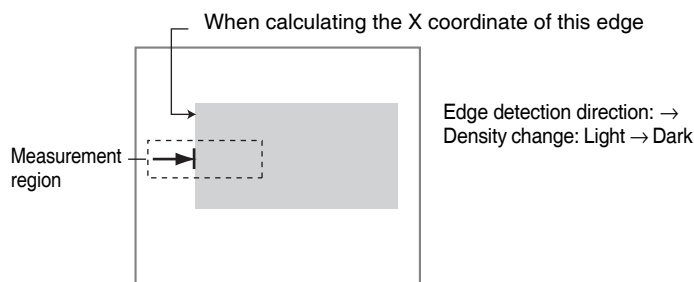 When calculating the X coordinate of this edge
Edge detection direction: →
Density change: Light → Dark
Measurement
region